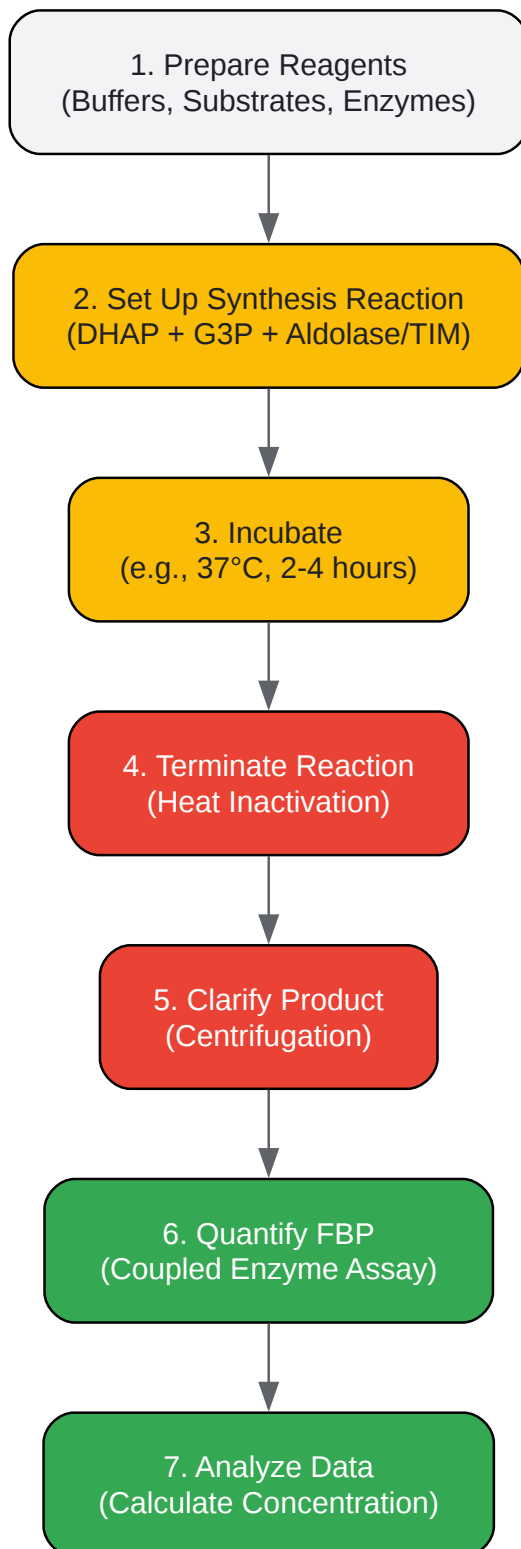 1. Prepare Reagents
(Buffers, Substrates, Enzymes)
2. Set Up Synthesis Reaction
(DHAP + G3P + Aldolase/TIM)
3. Incubate
(e.g., 37°C, 2-4 hours)
4. Terminate Reaction
(Heat Inactivation)
5. Clarify Product
(Centrifugation)
6. Quantify FBP
(Coupled Enzyme Assay)
7. Analyze Data
(Calculate Concentration)